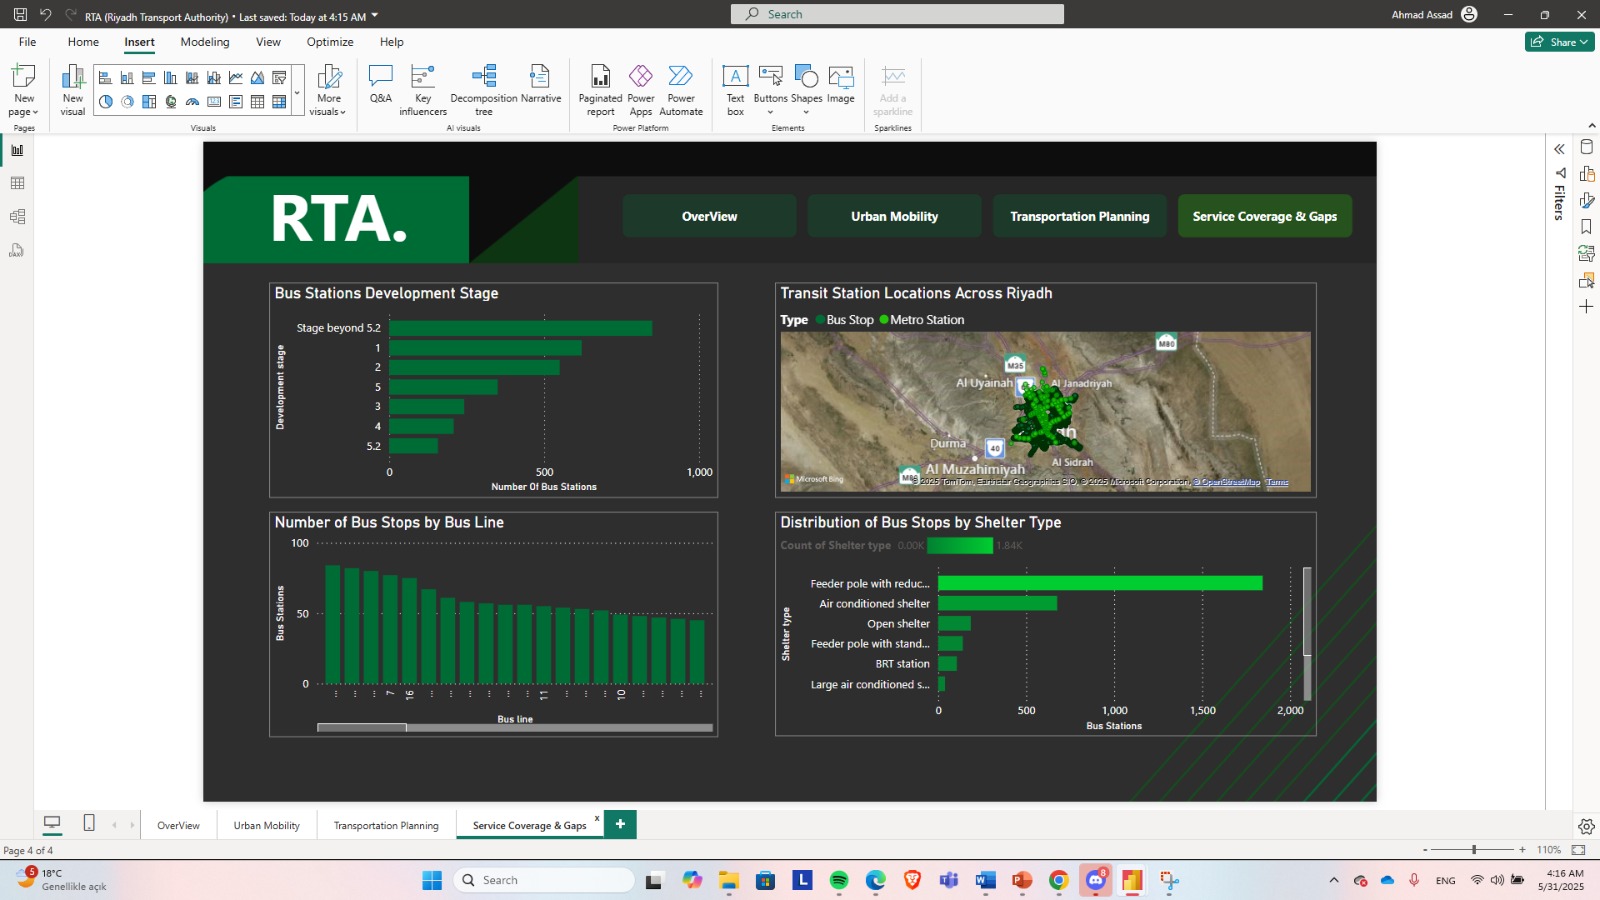 RTA (Riyadh Transport Authority) • Last saved: Today at 4:15 AM
Search
Ahmad Assad
File
Home
Insert
Modeling
View
Optimize
Help
Share
New page
Pages
New visual
More visuals
Visuals
Q&A
Key influencers
Decomposition tree
Narrative
AI visuals
Paginated report
Power Apps
Power Automate
Power Platform
Text box
Buttons
Shapes
Image
Elements
Add a sparkline
Sparklines
RTA.
OverView
Urban Mobility
Transportation Planning
Service Coverage & Gaps
Filters
Bus Stations Development Stage
Development stage
Stage beyond 5.2
1
2
5
3
4
5.2
0
500
1,000
Number Of Bus Stations
Transit Station Locations Across Riyadh
Type
Bus Stop
Metro Station
M80
M35
Al Uyainah
Al Janadriyah
Durma
40
Al Muzahimiyah
Al Sidrah
Microsoft Bing
© 2025 TomTom, Earthstar Geographics SIO, © 2025 Microsoft Corporation, © OpenStreetMap Terms
Number of Bus Stops by Bus Line
Bus Stations
100
50
0
7
16
11
10
Bus line
Distribution of Bus Stops by Shelter Type
Count of Shelter type 0.00K 1.84K
Shelter type
Feeder pole with reduc...
Air conditioned shelter
Open shelter
Feeder pole with stand...
BRT station
Large air conditioned s...
0
500
1,000
1,500
2,000
Bus Stations
OverView
Urban Mobility
Transportation Planning
Service Coverage & Gaps
x
Page 4 of 4
110%
5
18°C
Genellikle açık
Search
8
ENG
4:16 AM
5/31/2025